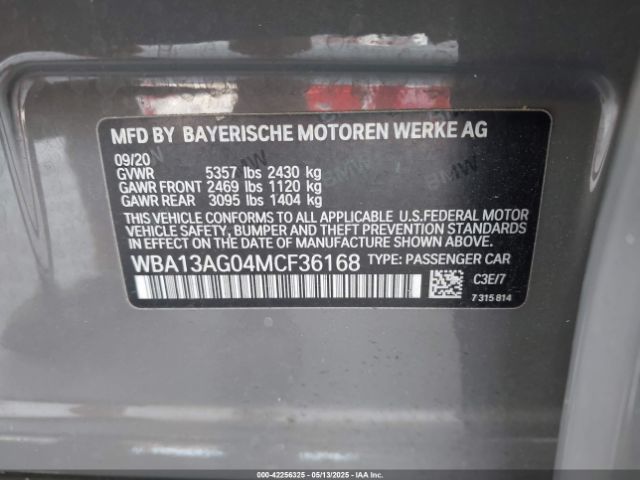 MFD BY BAYERISCHE MOTOREN WERKE AG
09/20
GVWR 5357 lbs 2430 kg
GAWR FRONT 2469 lbs 1120 kg
GAWR REAR 3095 lbs 1404 kg
THIS VEHICLE CONFORMS TO ALL APPLICABLE U.S.FEDERAL MOTOR
VEHICLE SAFETY, BUMPER AND THEFT PREVENTION STANDARDS
IN EFFECT ON THE DATE OF MANUFACTURE SHOWN ABOVE.
WBA13AG04MCF36168 TYPE: PASSENGER CAR
C3E/7
7 315 814
000-42256325 - 05/13/2025 - IAAI.COM